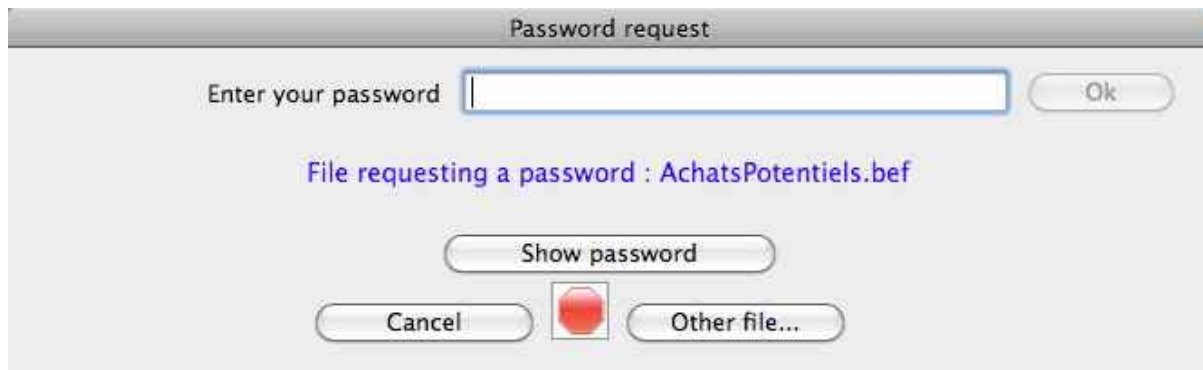 Password request
Enter your password Ok
File requesting a password : AchatsPotentiels.bef
Show password
Cancel Other file...